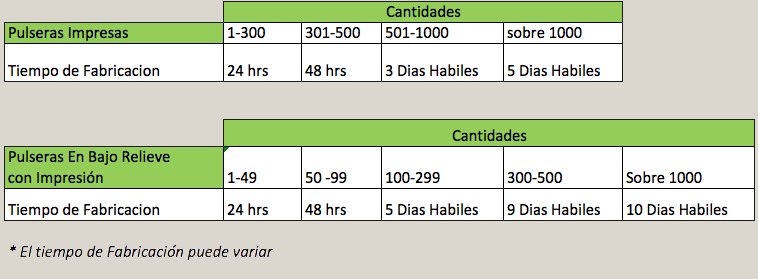 Cantidades
Pulseras Impresas 1-300 301-500 501-1000 sobre 1000
Tiempo de Fabricacion 24 hrs 48 hrs 3 Dias Habiles 5 Dias Habiles
Cantidades
Pulseras En Bajo Relieve
con Impresión 1-49 50 -99 100-299 300-500 Sobre 1000
Tiempo de Fabricacion 24 hrs 48 hrs 5 Dias Habiles 9 Dias Habiles 10 Dias Habiles
* El tiempo de Fabricación puede variar